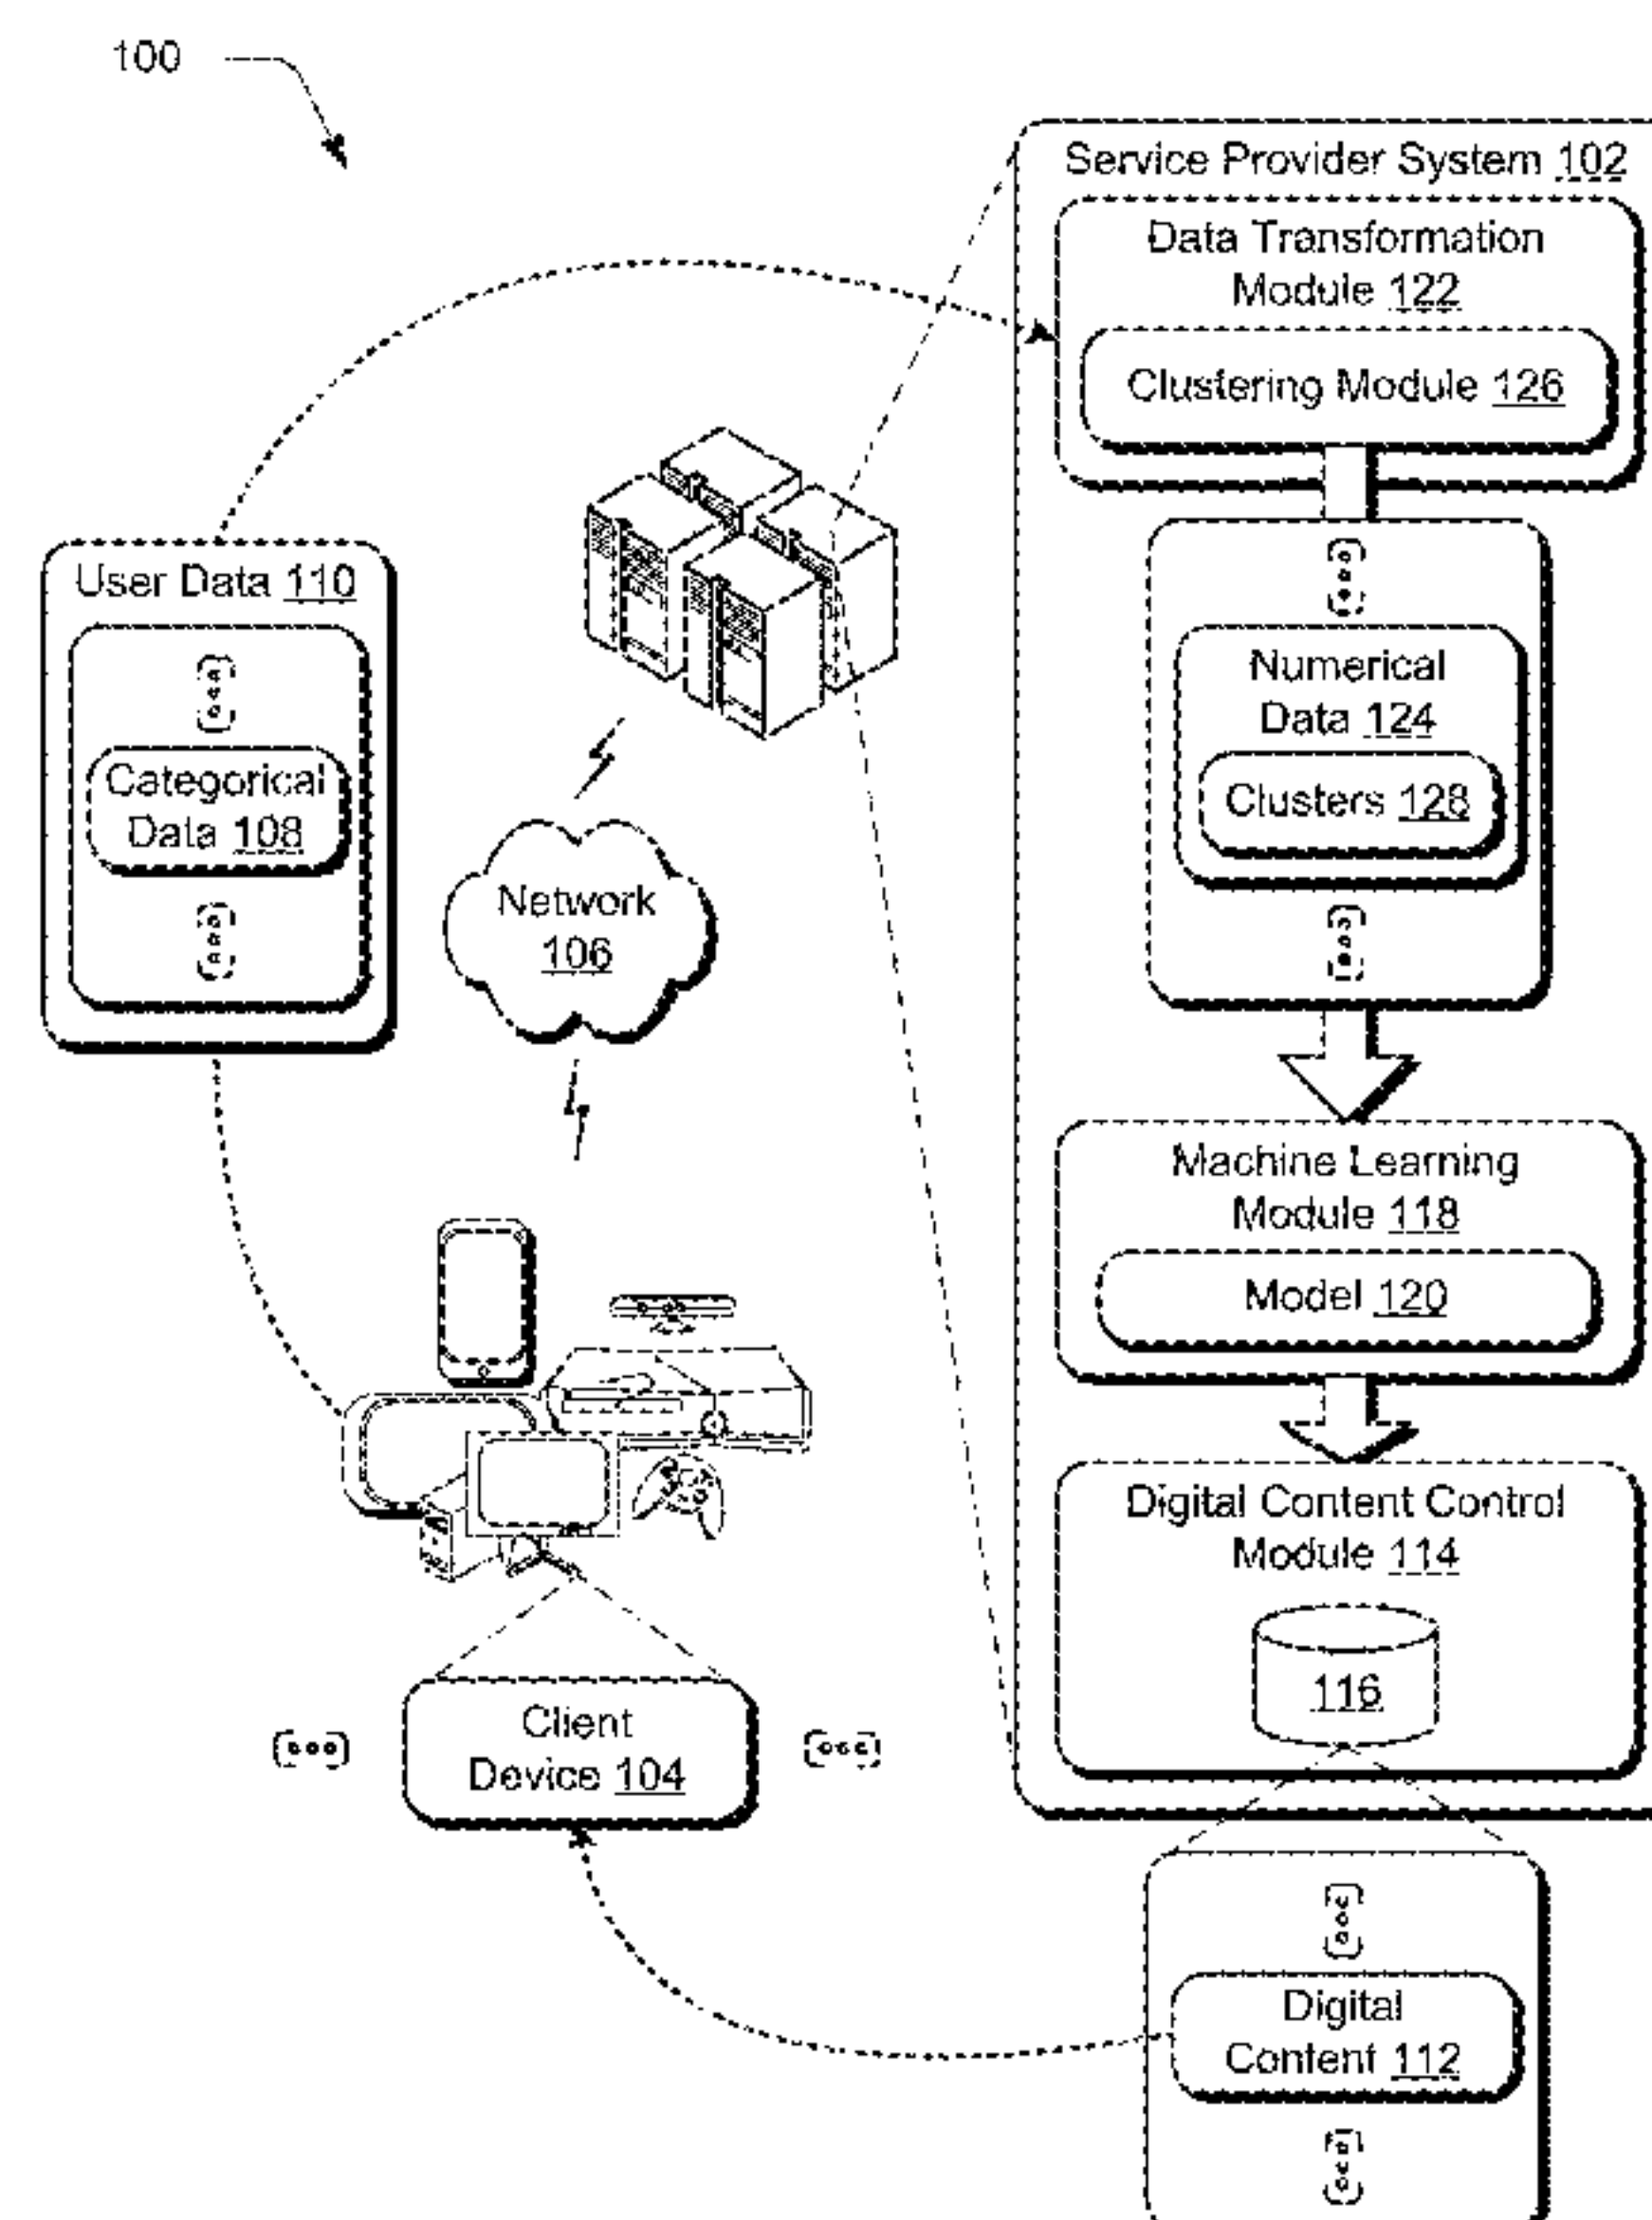 100
Service Provider System 102
Data Transformation
Module 122
Clustering Module 126
User Data 110
Categorical
Data 108
Numerical
Data 124
Clusters 128
Network
106
Machine Learning
Module 118
Model 120
Digital Content Control
Module 114
116
Client
Device 104
Digital
Content 112